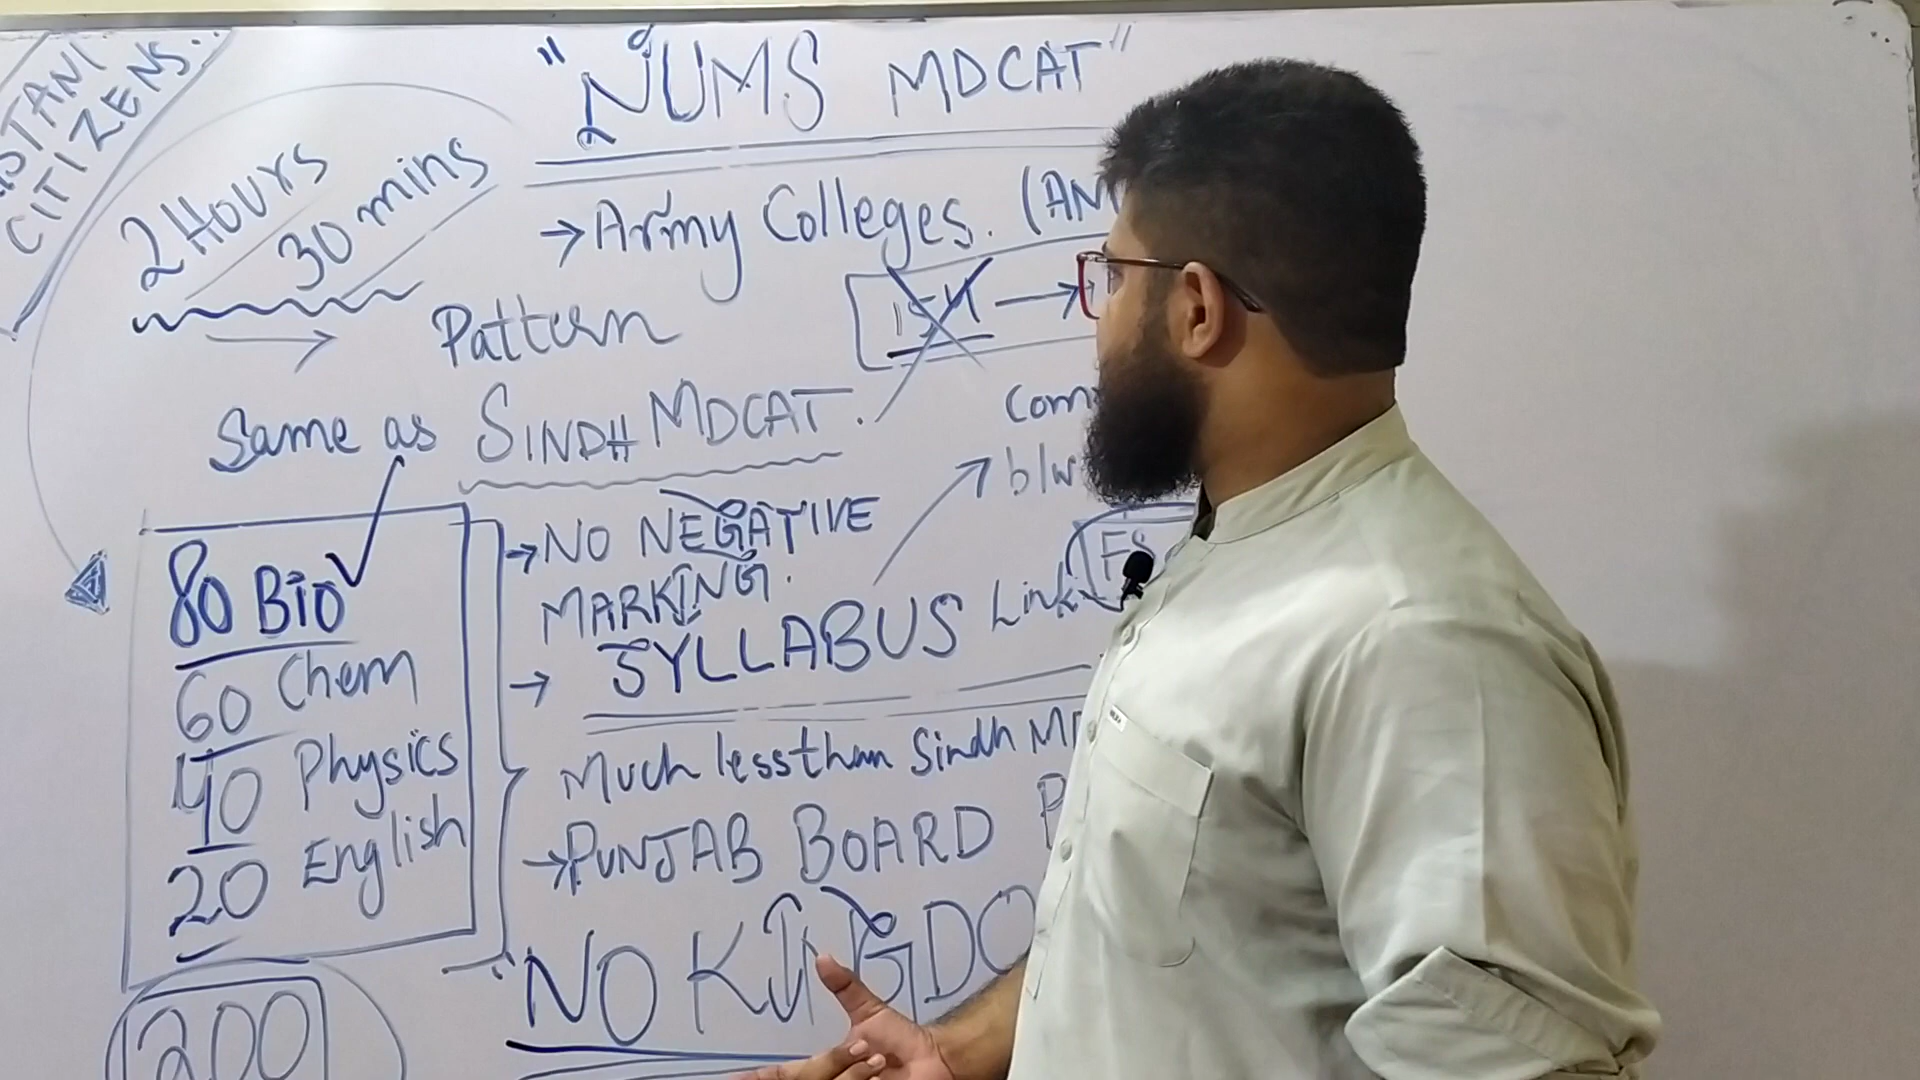 CITIZENS..
"NUMS MDCAT"
2 Hours
30 mins
→ Army Colleges. (AM
Pattern
Same as SINDH MDCAT.
b/w
80 Bio
60 Chem
40 Physics
20 English
200
→ NO NEGATIVE
MARKING.
→ SYLLABUS Link
Much less than Sindh
→ PUNJAB BOARD
"NO KINGDO